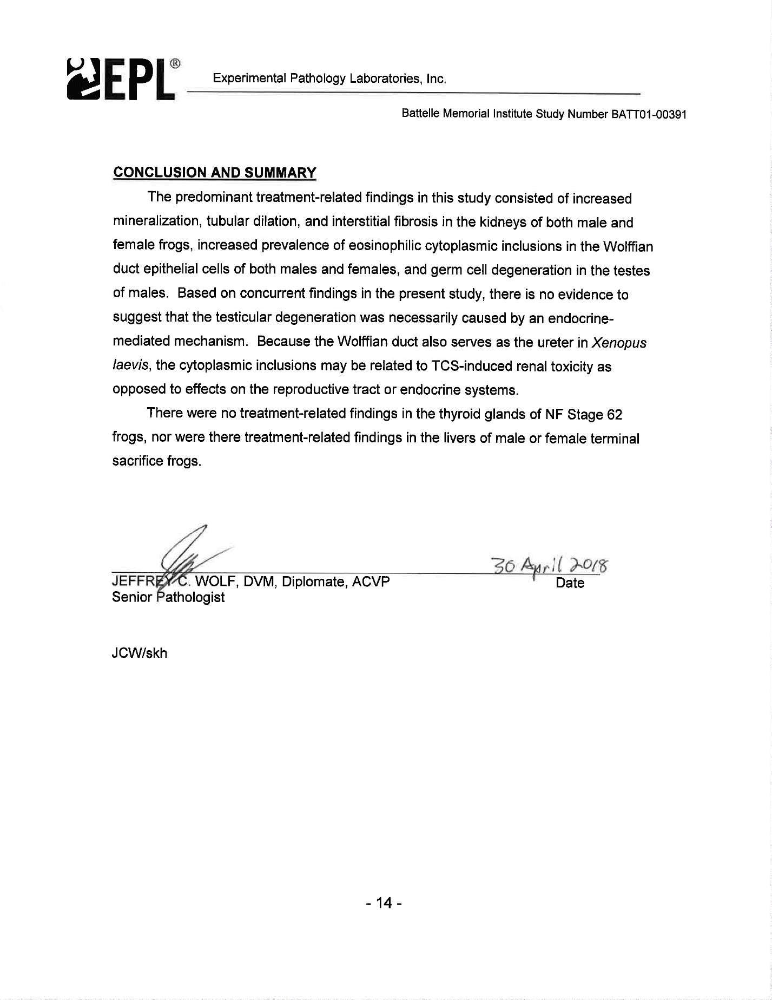 EPL®
Experimental Pathology Laboratories, Inc.
Battelle Memorial Institute Study Number BATT01-00391
CONCLUSION AND SUMMARY
The predominant treatment-related findings in this study consisted of increased
mineralization, tubular dilation, and interstitial fibrosis in the kidneys of both male and
female frogs, increased prevalence of eosinophilic cytoplasmic inclusions in the Wolffian
duct epithelial cells of both males and females, and germ cell degeneration in the testes
of males.  Based on concurrent findings in the present study, there is no evidence to
suggest that the testicular degeneration was necessarily caused by an endocrine-
mediated mechanism.  Because the Wolffian duct also serves as the ureter in Xenopus
laevis, the cytoplasmic inclusions may be related to TCS-induced renal toxicity as
opposed to effects on the reproductive tract or endocrine systems.
There were no treatment-related findings in the thyroid glands of NF Stage 62
frogs, nor were there treatment-related findings in the livers of male or female terminal
sacrifice frogs.
30 April 2018
JEFFREY C. WOLF, DVM, Diplomate, ACVP
Date
Senior Pathologist
JCW/skh
- 14 -